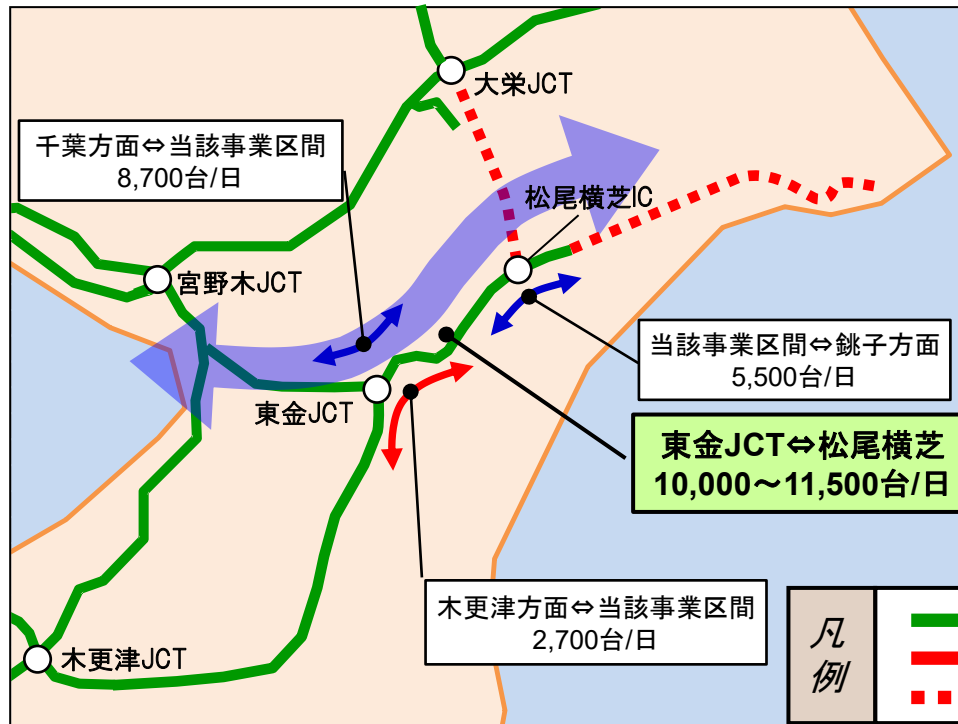 大栄JCT
千葉方面⇔当該事業区間
8,700台/日
松尾横芝IC
宮野木JCT
当該事業区間⇔銚子方面
5,500台/日
東金JCT
東金JCT⇔松尾横芝
10,000～11,500台/日
木更津方面⇔当該事業区間
2,700台/日
木更津JCT
凡
例